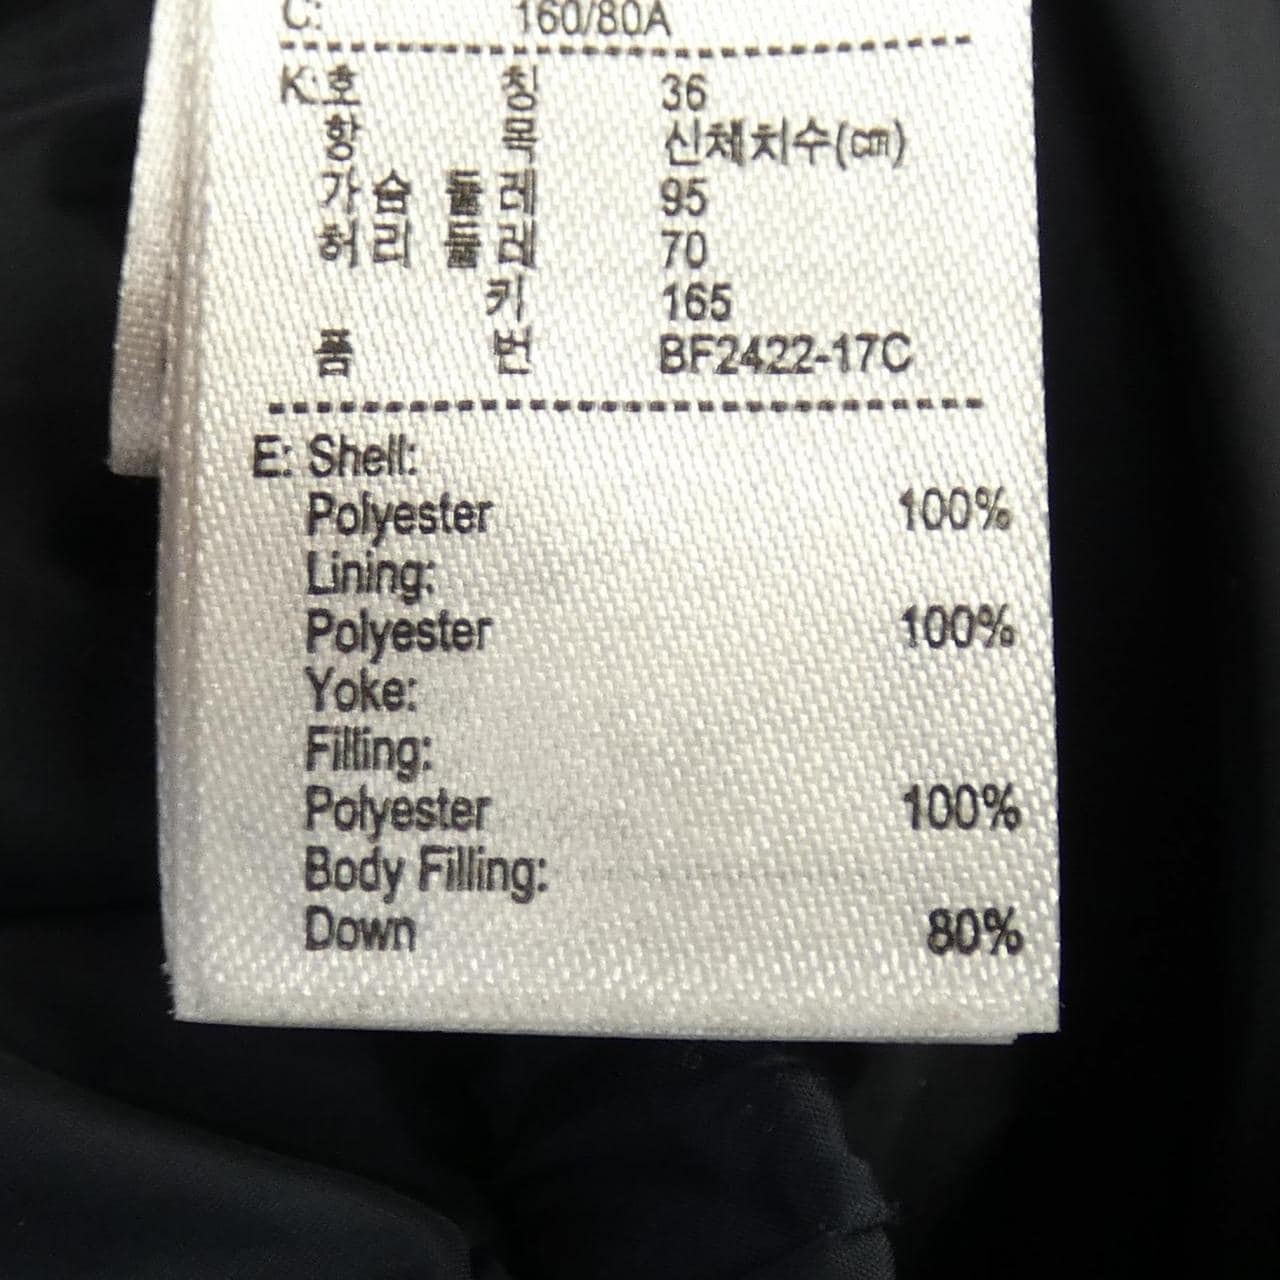 C: 160/80A
K: 호 칭 36
항 목 신체치수(㎝)
가 슴 둘 레 95
허 리 둘 레 70
키 165
품 번 BF2422-17C
E: Shell:
Polyester 100%
Lining:
Polyester 100%
Yoke:
Filling:
Polyester 100%
Body Filling:
Down 80%